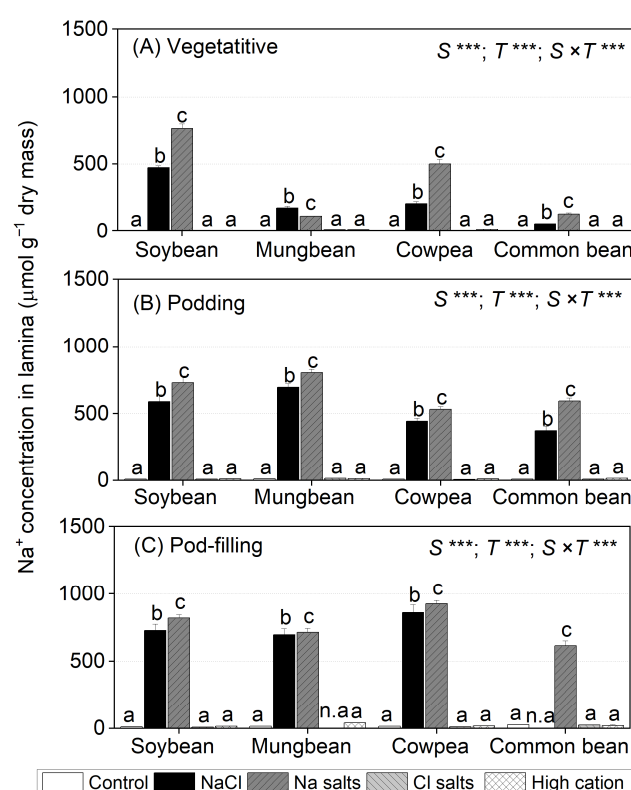 Na⁺ concentration in lamina (μmol g⁻¹ dry mass)
1500
(A) Vegetatitive
S ***; T ***; S × T ***
1000
500
0
a b c a a a b c a a a b c a a a b c a a
Soybean Mungbean Cowpea Common bean
1500
(B) Podding
S ***; T ***; S × T ***
1000
500
0
a b c a a a b c a a a b c a a a b c a a
Soybean Mungbean Cowpea Common bean
1500
(C) Pod-filling
S ***; T ***; S × T ***
1000
500
0
a b c a a a b c n.a a a b c a a a n.a c a a
Soybean Mungbean Cowpea Common bean
Control NaCl Na salts Cl salts High cation